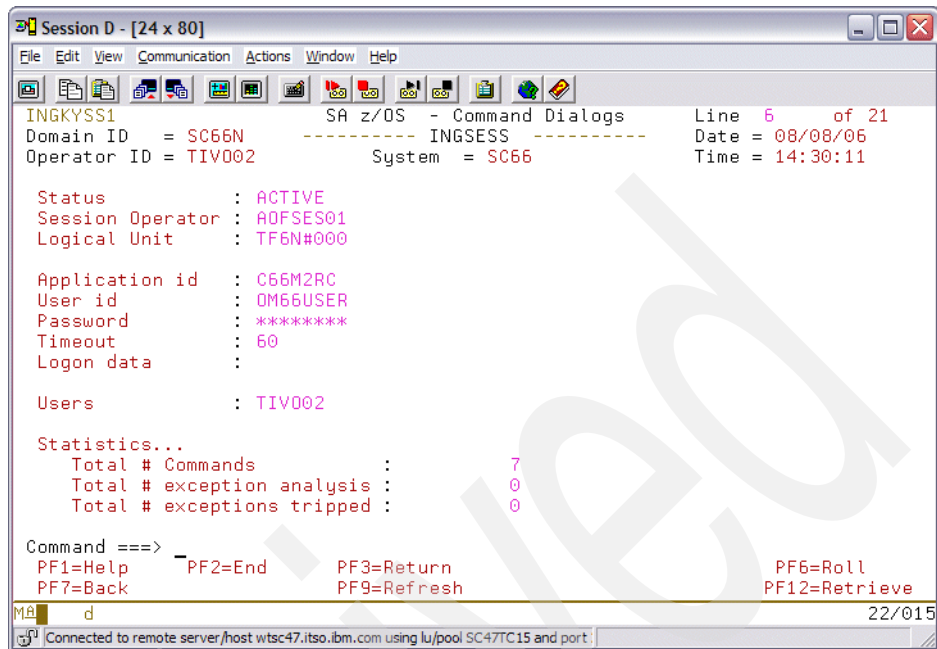 Session D - [24 x 80]
File Edit View Communication Actions Window Help
INGKYSS1 SA z/OS - Command Dialogs Line 6 of 21
Domain ID = SC66N ---------- INGSESS ---------- Date = 08/08/06
Operator ID = TIVO02 System = SC66 Time = 14:30:11
Status : ACTIVE
Session Operator : AOFSES01
Logical Unit : TF6N#000
Application id : C66M2RC
User id : OM66USER
Password : ********
Timeout : 60
Logon data :
Users : TIVO02
Statistics...
Total # Commands : 7
Total # exception analysis : 0
Total # exceptions tripped : 0
Command ===> _
PF1=Help PF2=End PF3=Return PF6=Roll
PF7=Back PF9=Refresh PF12=Retrieve
MA d 22/015
Connected to remote server/host wtsc47.itso.ibm.com using lu/pool SC47TC15 and port